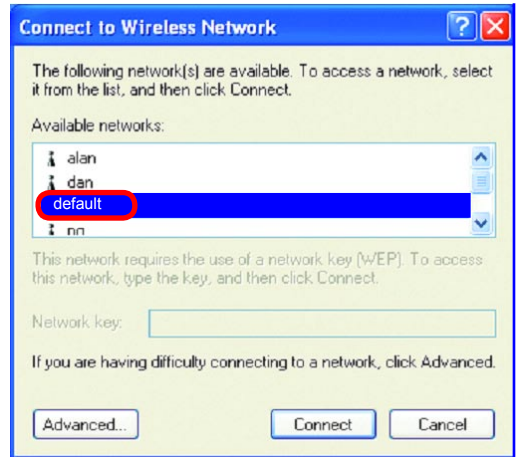 Connect to Wireless Network
The following network(s) are available. To access a network, select
it from the list, and then click Connect.
Available networks:
alan
dan
default
This network requires the use of a network key (WEP). To access
this network, type the key, and then click Connect.
Network key:
If you are having difficulty connecting to a network, click Advanced.
Advanced...
Connect
Cancel